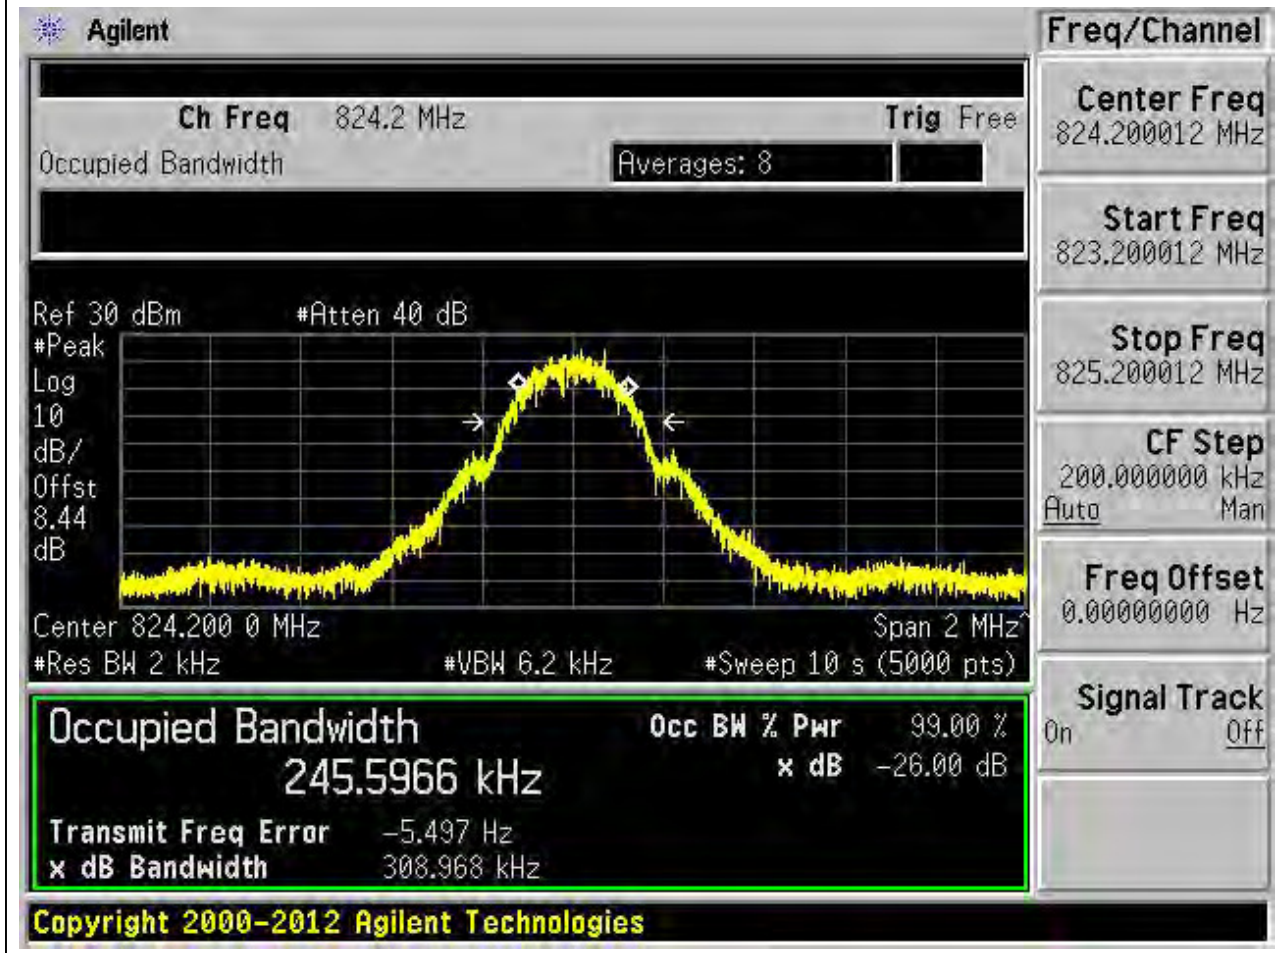 Agilent
Freq/Channel
Ch Freq 824.2 MHz Trig Free
Occupied Bandwidth Averages: 8
Center Freq
824.200012 MHz
Start Freq
823.200012 MHz
Stop Freq
825.200012 MHz
CF Step
200.000000 kHz
Auto Man
Freq Offset
0.00000000 Hz
Signal Track
On Off
Ref 30 dBm #Atten 40 dB
#Peak
Log
10
dB/
Offst
8.44
dB
Center 824.200 0 MHz Span 2 MHz^
#Res BW 2 kHz #VBW 6.2 kHz #Sweep 10 s (5000 pts)
Occupied Bandwidth Occ BW % Pwr 99.00 %
245.5966 kHz x dB -26.00 dB
Transmit Freq Error -5.497 Hz
x dB Bandwidth 308.968 kHz
Copyright 2000-2012 Agilent Technologies